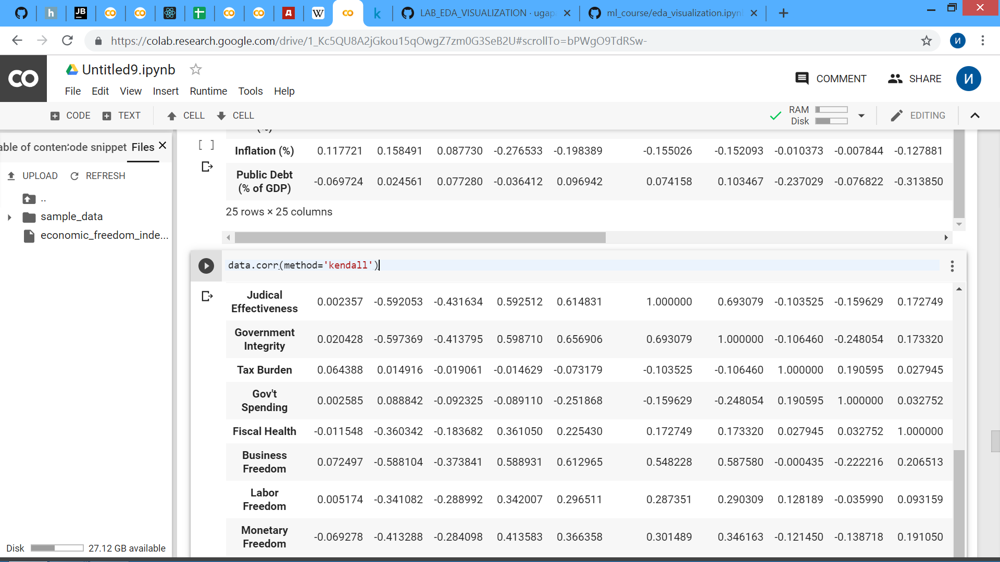 h JB A W k LAB_EDA_VISUALIZATION · ugap ml_course/eda_visualization.ipyn
https://colab.research.google.com/drive/1_Kc5QU8A2jGkou15qOwgZ7zm0G3SeB2U#scrollTo=bPWgO9TdRSw-
И
CO Untitled9.ipynb
COMMENT SHARE И
File Edit View Insert Runtime Tools Help
CODE TEXT CELL CELL
RAM
Disk
EDITING
able of conten ode snippet Files
UPLOAD REFRESH
..
sample_data
economic_freedom_inde...
Disk 27.12 GB available
[ ]
(%)
Inflation (%) 0.117721 0.158491 0.087730 -0.276533 -0.198389 -0.155026 -0.152093 -0.010373 -0.007844 -0.127881
Public Debt
(% of GDP) -0.069724 0.024561 0.077280 -0.036412 0.096942 0.074158 0.103467 -0.237029 -0.076822 -0.313850
25 rows × 25 columns
data.corr(method='kendall')
Judical
Effectiveness 0.002357 -0.592053 -0.431634 0.592512 0.614831 1.000000 0.693079 -0.103525 -0.159629 0.172749
Government
Integrity 0.020428 -0.597369 -0.413795 0.598710 0.656906 0.693079 1.000000 -0.106460 -0.248054 0.173320
Tax Burden 0.064388 0.014916 -0.019061 -0.014629 -0.073179 -0.103525 -0.106460 1.000000 0.190595 0.027945
Gov't
Spending 0.002585 0.088842 -0.092325 -0.089110 -0.251868 -0.159629 -0.248054 0.190595 1.000000 0.032752
Fiscal Health -0.011548 -0.360342 -0.183682 0.361050 0.225430 0.172749 0.173320 0.027945 0.032752 1.000000
Business
Freedom 0.072497 -0.588104 -0.373841 0.588931 0.612965 0.548228 0.587580 -0.000435 -0.222216 0.206513
Labor
Freedom 0.005174 -0.341082 -0.288992 0.342007 0.296511 0.287351 0.290309 0.128189 -0.035990 0.093159
Monetary
Freedom -0.069278 -0.413288 -0.284098 0.413583 0.366358 0.301489 0.346163 -0.121450 -0.138718 0.191050